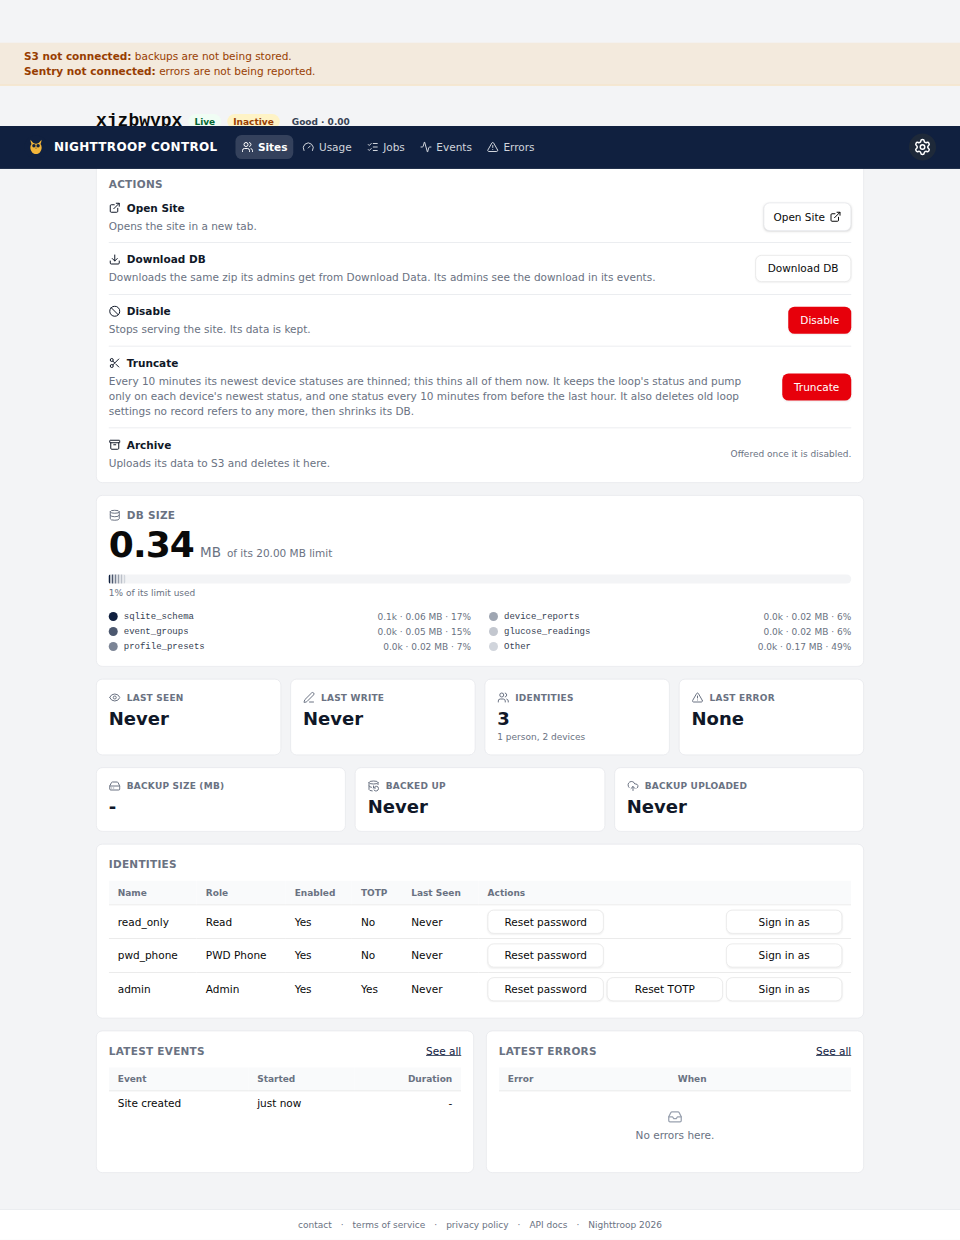 S3 not connected: backups are not being stored.
Sentry not connected: errors are not being reported.
xjzbwvpx Live Inactive Good · 0.00
NIGHTTROOP CONTROL Sites Usage Jobs Events Errors
ACTIONS
Open Site
Opens the site in a new tab.
Open Site
Download DB
Downloads the same zip its admins get from Download Data. Its admins see the download in its events.
Download DB
Disable
Stops serving the site. Its data is kept.
Disable
Truncate
Every 10 minutes its newest device statuses are thinned; this thins all of them now. It keeps the loop's status and pump
only on each device's newest status, and one status every 10 minutes from before the last hour. It also deletes old loop
settings no record refers to any more, then shrinks its DB.
Truncate
Archive
Uploads its data to S3 and deletes it here.
Offered once it is disabled.
DB SIZE
0.34 MB of its 20.00 MB limit
1% of its limit used
sqlite_schema 0.1k · 0.06 MB · 17%
event_groups 0.0k · 0.05 MB · 15%
profile_presets 0.0k · 0.02 MB · 7%
device_reports 0.0k · 0.02 MB · 6%
glucose_readings 0.0k · 0.02 MB · 6%
Other 0.0k · 0.17 MB · 49%
LAST SEEN
Never
LAST WRITE
Never
IDENTITIES
3
1 person, 2 devices
LAST ERROR
None
BACKUP SIZE (MB)
-
BACKED UP
Never
BACKUP UPLOADED
Never
IDENTITIES
Name Role Enabled TOTP Last Seen Actions
read_only Read Yes No Never Reset password Sign in as
pwd_phone PWD Phone Yes No Never Reset password Sign in as
admin Admin Yes Yes Never Reset password Reset TOTP Sign in as
LATEST EVENTS See all
Event Started Duration
Site created just now -
LATEST ERRORS See all
Error When
No errors here.
contact · terms of service · privacy policy · API docs · Nighttroop 2026